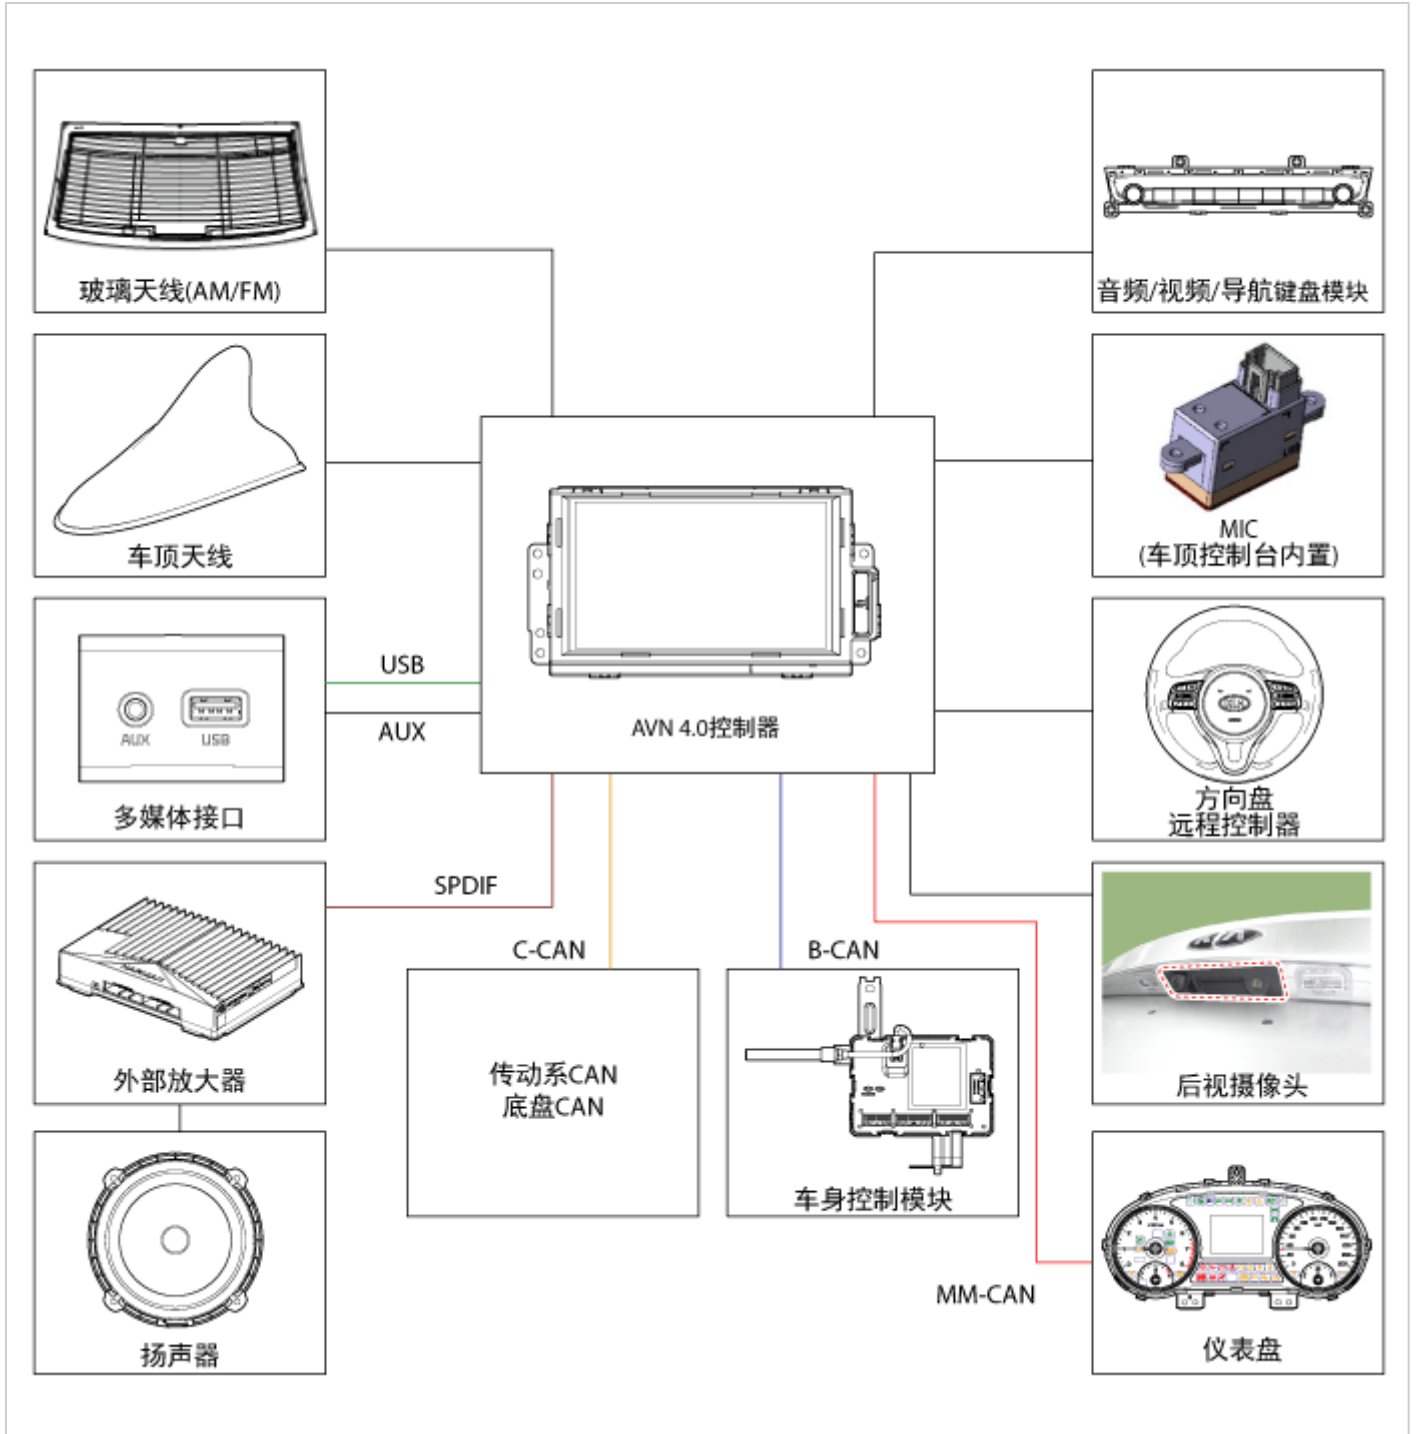 玻璃天线(AM/FM)
音频/视频/导航键盘模块
车顶天线
MIC
(车顶控制台内置)
AUX
USB
多媒体接口
USB
AUX
AVN 4.0控制器
方向盘
远程控制器
SPDIF
外部放大器
C-CAN
B-CAN
传动系CAN
底盘CAN
车身控制模块
KIA
后视摄像头
扬声器
MM-CAN
仪表盘